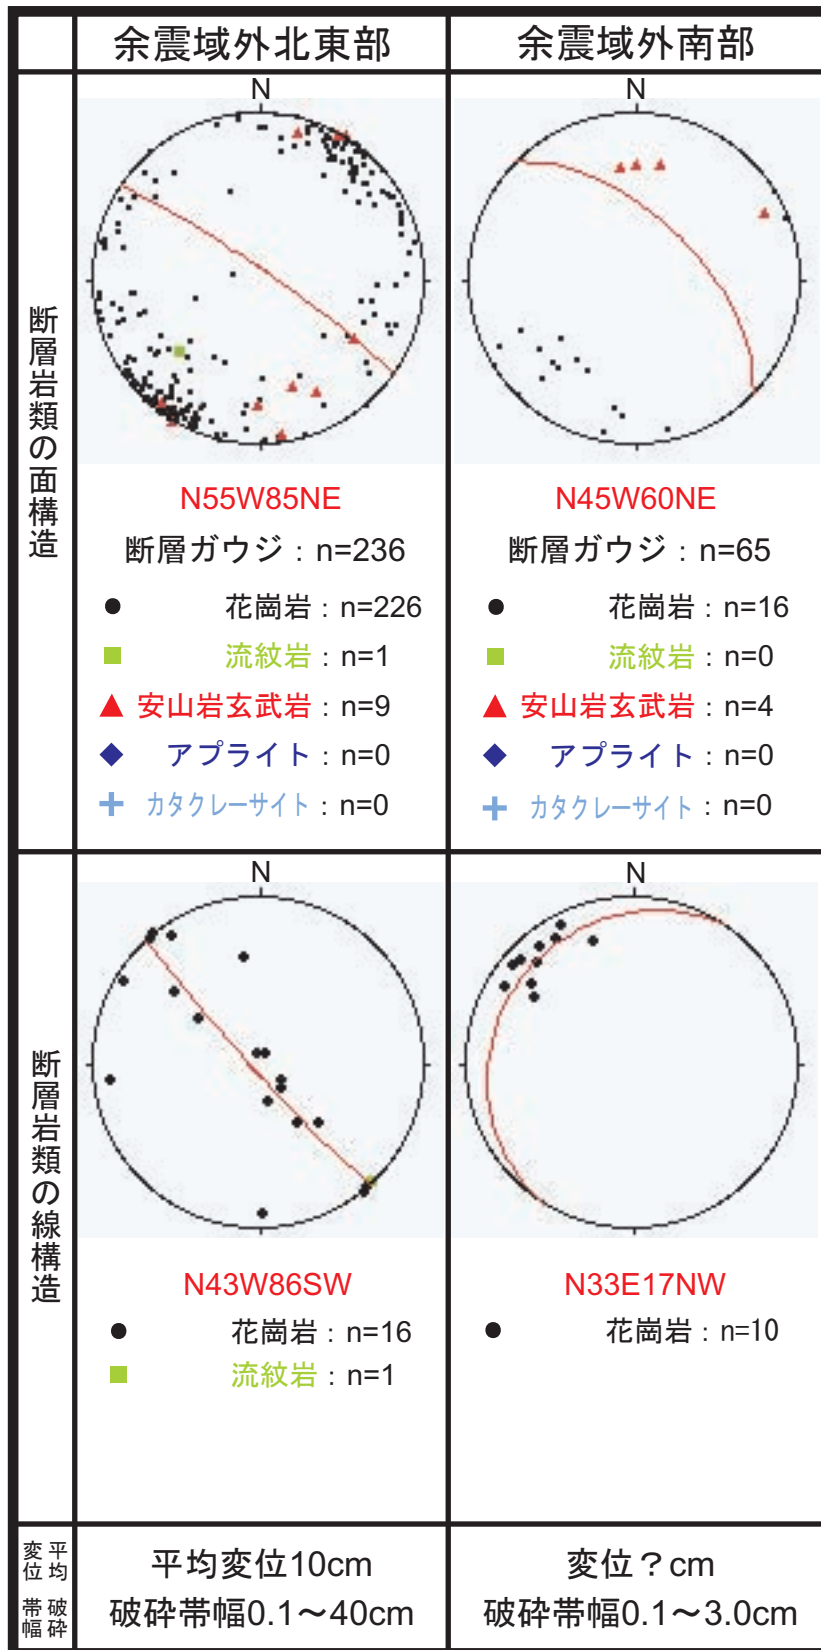 余震域外北東部
余震域外南部
断層岩類の面構造
N
N55W85NE
断層ガウジ：n=236
花崗岩：n=226
流紋岩：n=1
安山岩玄武岩：n=9
アプライト：n=0
カタクレーサイト：n=0
N
N45W60NE
断層ガウジ：n=65
花崗岩：n=16
流紋岩：n=0
安山岩玄武岩：n=4
アプライト：n=0
カタクレーサイト：n=0
断層岩類の線構造
N
N43W86SW
花崗岩：n=16
流紋岩：n=1
N
N33E17NW
花崗岩：n=10
平均変位
破砕帯幅
平均変位10cm
破砕帯幅0.1～40cm
変位？cm
破砕帯幅0.1～3.0cm